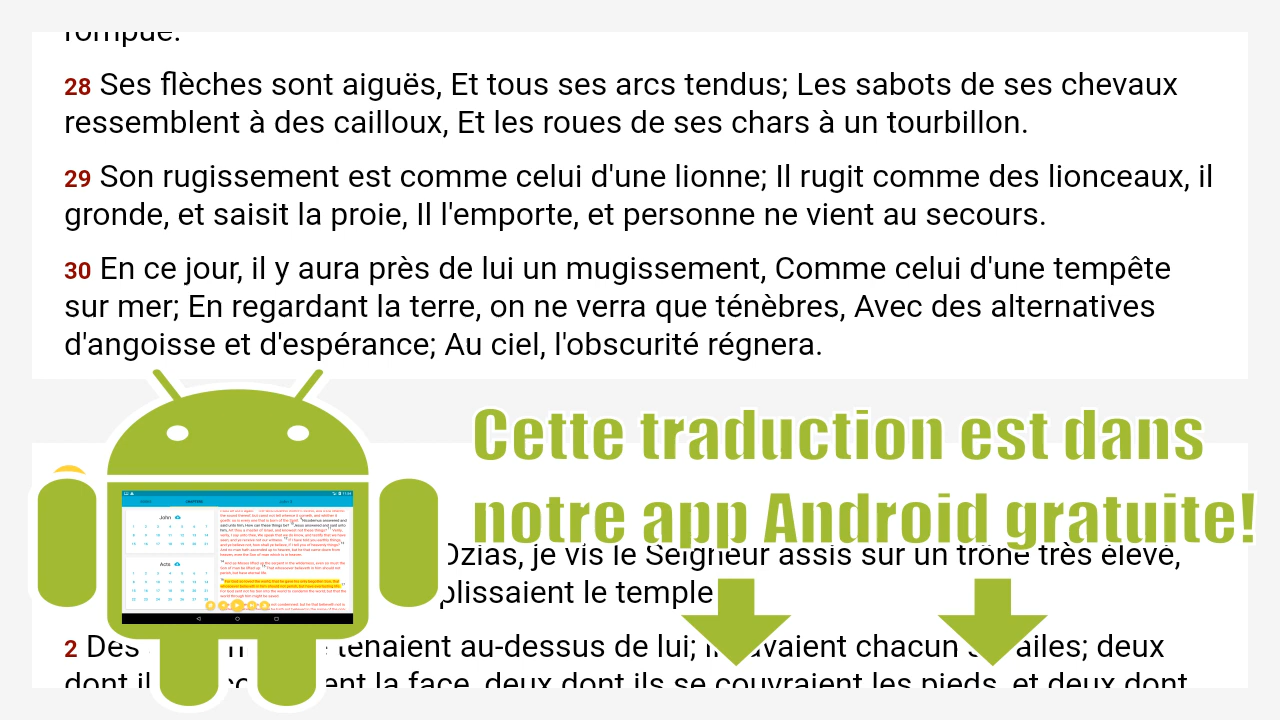 rompue.
28 Ses flèches sont aiguës, Et tous ses arcs tendus; Les sabots de ses chevaux
ressemblent à des cailloux, Et les roues de ses chars à un tourbillon.
29 Son rugissement est comme celui d'une lionne; Il rugit comme des lionceaux, il
gronde, et saisit la proie, Il l'emporte, et personne ne vient au secours.
30 En ce jour, il y aura près de lui un mugissement, Comme celui d'une tempête
sur mer; En regardant la terre, on ne verra que ténèbres, Avec des alternatives
d'angoisse et d'espérance; Au ciel, l'obscurité régnera.
Cette traduction est dans
notre app Android gratuite!
John
Acts
Ozias, je vis le Seigneur assis sur un trône très élevé,
le temple
2 Des tenaient au-dessus de lui; avaient chacun ailes; deux
dont la face, deux dont ils se couvraient les pieds, et deux dont